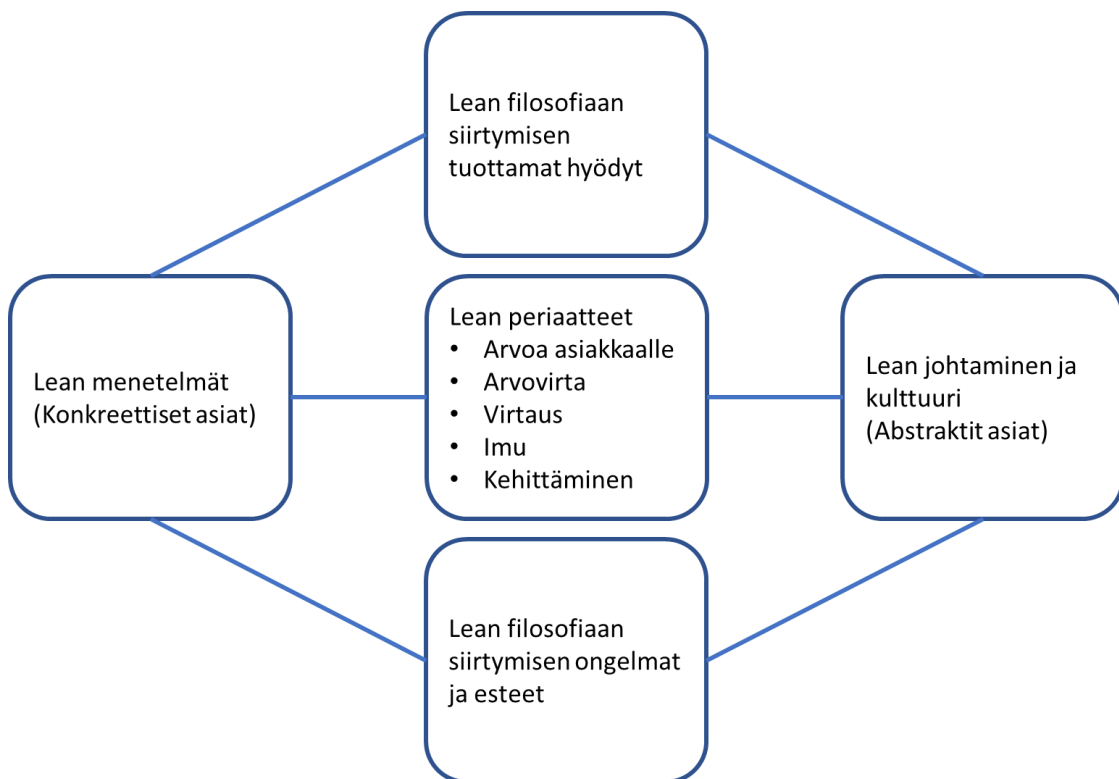 Lean filosofiaan
siirtymisen
tuottamat hyödyt
Lean menetelmät
(Konkreettiset asiat)
Lean periaatteet
• Arvoa asiakkaalle
• Arvovirta
• Virtaus
• Imu
• Kehittäminen
Lean johtaminen ja
kulttuuri
(Abstraktit asiat)
Lean filosofiaan
siirtymisen ongelmat
ja esteet